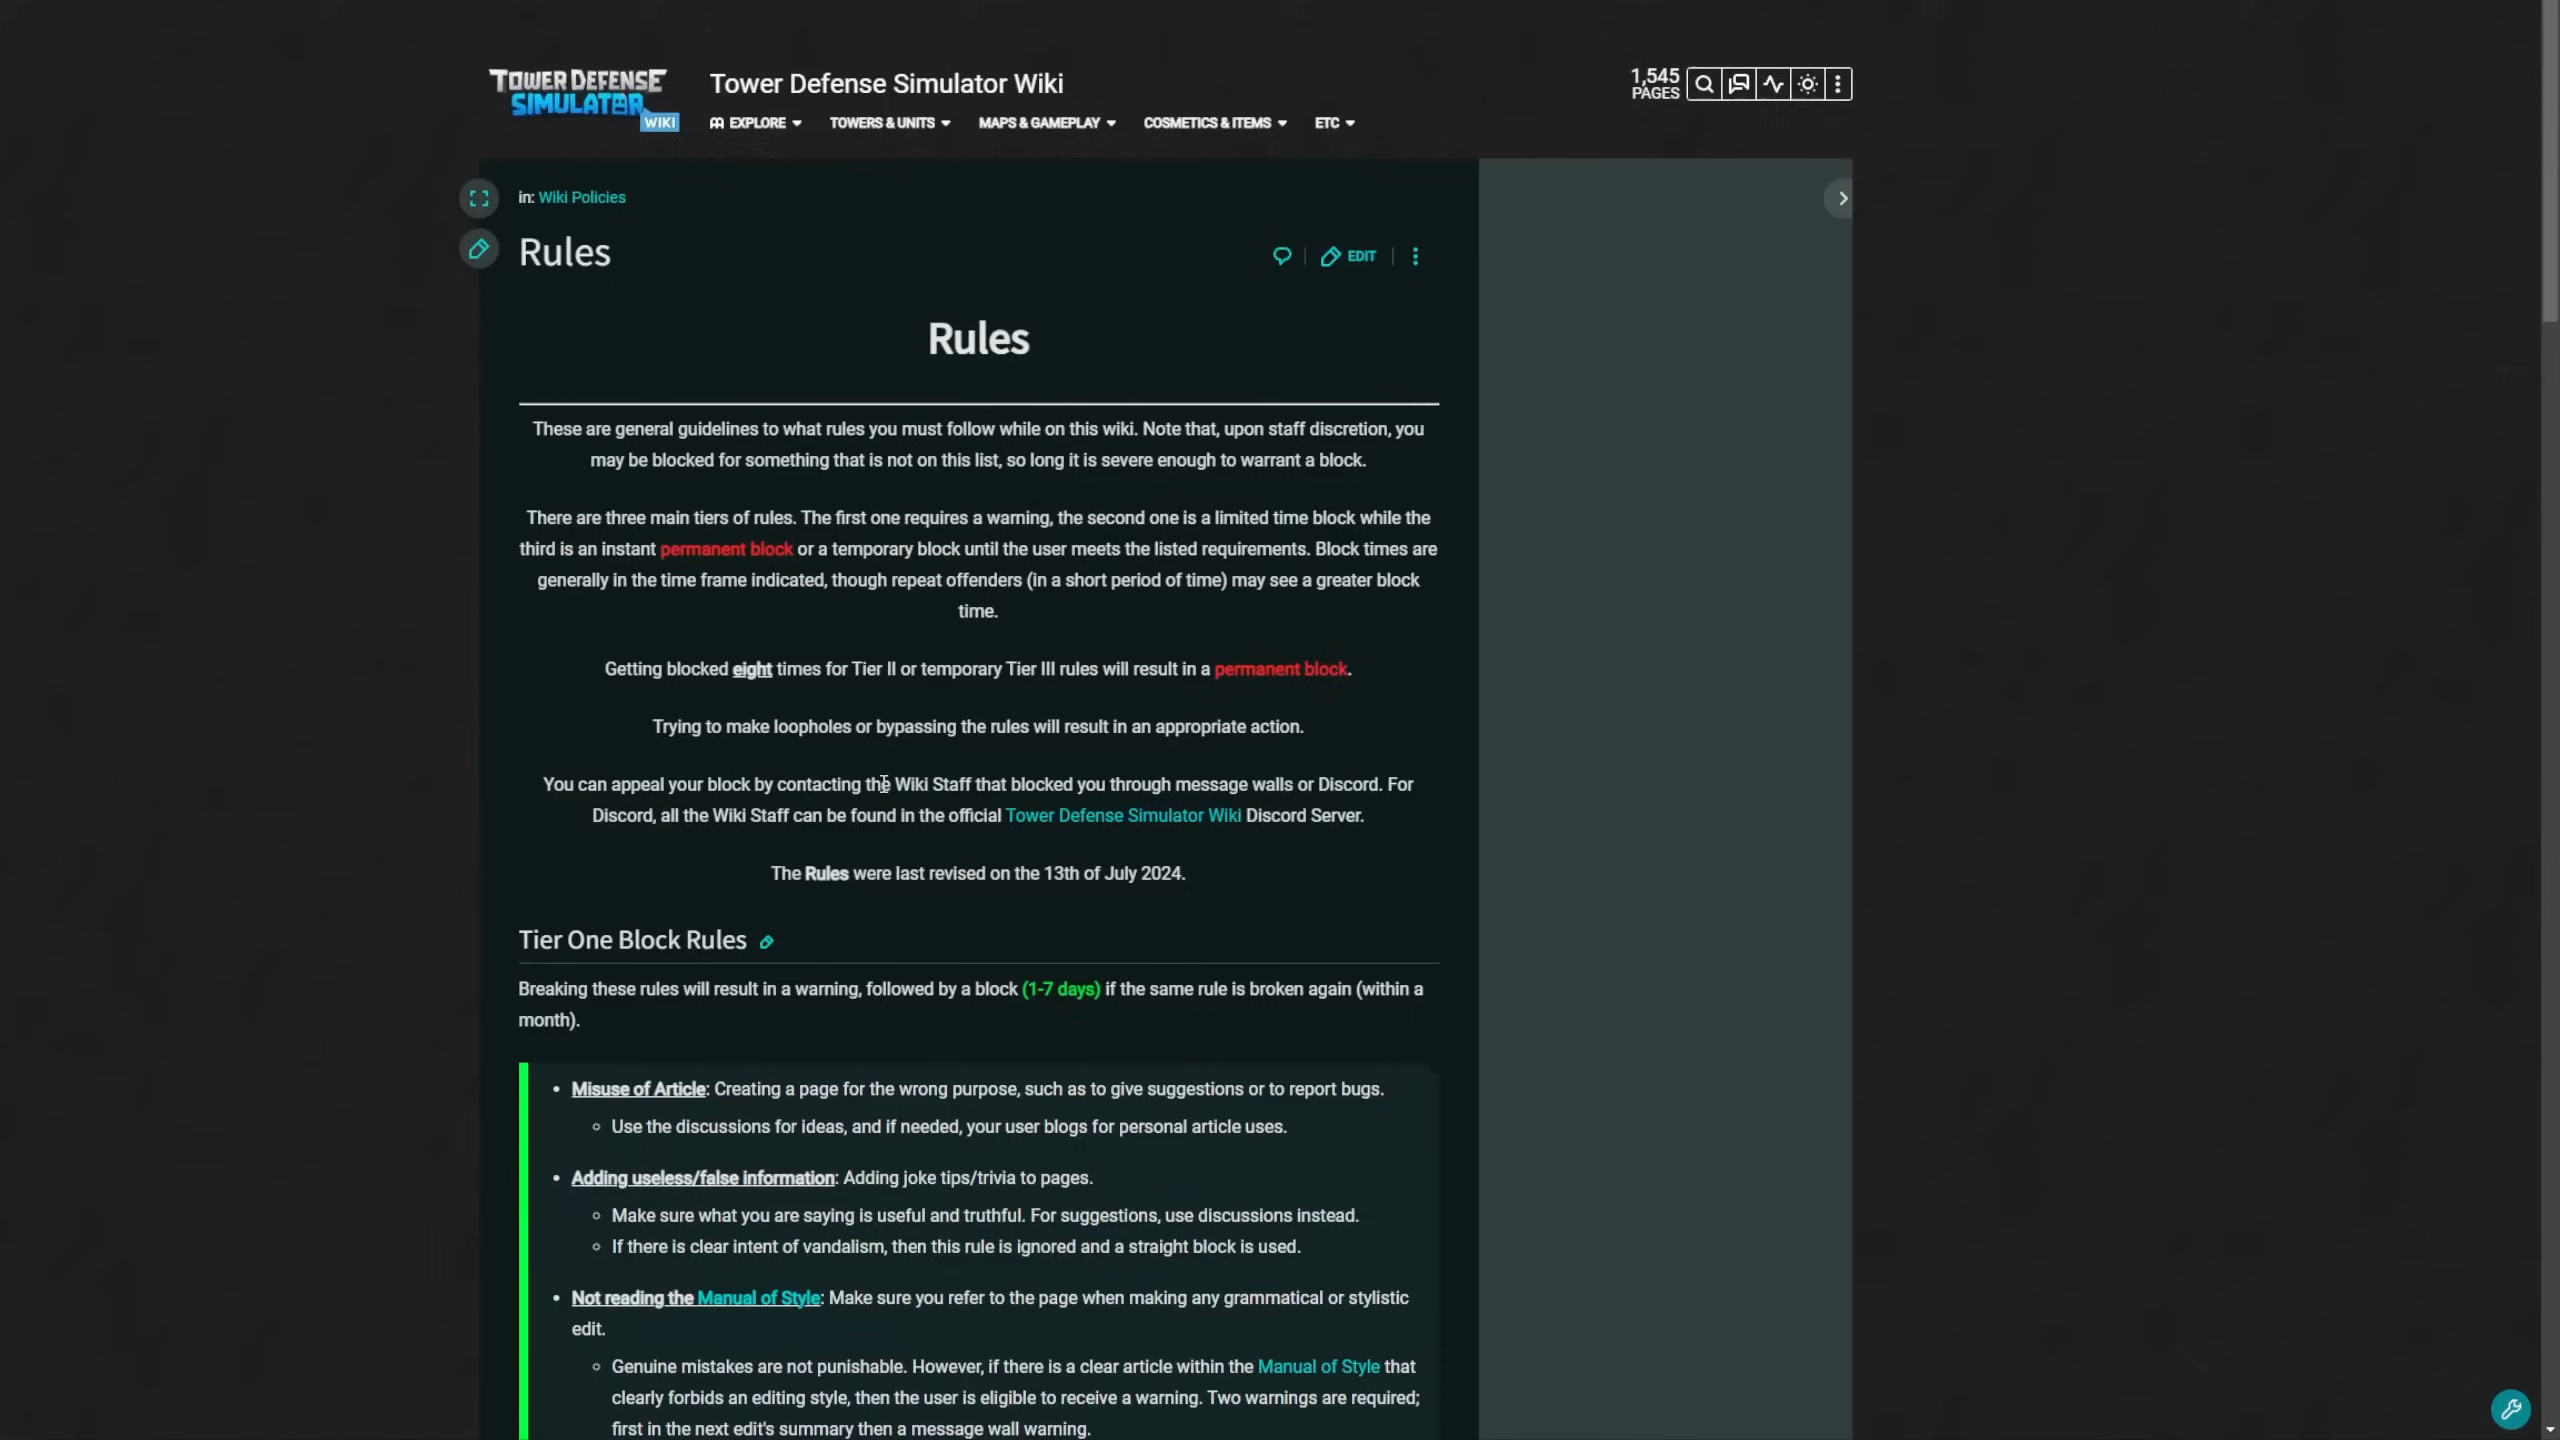 TOWER DEFENSE
SIMULATOR
WIKI
Tower Defense Simulator Wiki
1,545
PAGES
EXPLORE
TOWERS & UNITS
MAPS & GAMEPLAY
COSMETICS & ITEMS
ETC
in: Wiki Policies
Rules
EDIT
Rules
These are general guidelines to what rules you must follow while on this wiki. Note that, upon staff discretion, you
may be blocked for something that is not on this list, so long it is severe enough to warrant a block.
There are three main tiers of rules. The first one requires a warning, the second one is a limited time block while the
third is an instant permanent block or a temporary block until the user meets the listed requirements. Block times are
generally in the time frame indicated, though repeat offenders (in a short period of time) may see a greater block
time.
Getting blocked eight times for Tier II or temporary Tier III rules will result in a permanent block.
Trying to make loopholes or bypassing the rules will result in an appropriate action.
You can appeal your block by contacting the Wiki Staff that blocked you through message walls or Discord. For
Discord, all the Wiki Staff can be found in the official Tower Defense Simulator Wiki Discord Server.
The Rules were last revised on the 13th of July 2024.
Tier One Block Rules
Breaking these rules will result in a warning, followed by a block (1-7 days) if the same rule is broken again (within a
month).
• Misuse of Article: Creating a page for the wrong purpose, such as to give suggestions or to report bugs.
Use the discussions for ideas, and if needed, your user blogs for personal article uses.
• Adding useless/false information: Adding joke tips/trivia to pages.
Make sure what you are saying is useful and truthful. For suggestions, use discussions instead.
If there is clear intent of vandalism, then this rule is ignored and a straight block is used.
• Not reading the Manual of Style: Make sure you refer to the page when making any grammatical or stylistic
edit.
Genuine mistakes are not punishable. However, if there is a clear article within the Manual of Style that
clearly forbids an editing style, then the user is eligible to receive a warning. Two warnings are required;
first in the next edit's summary then a message wall warning.